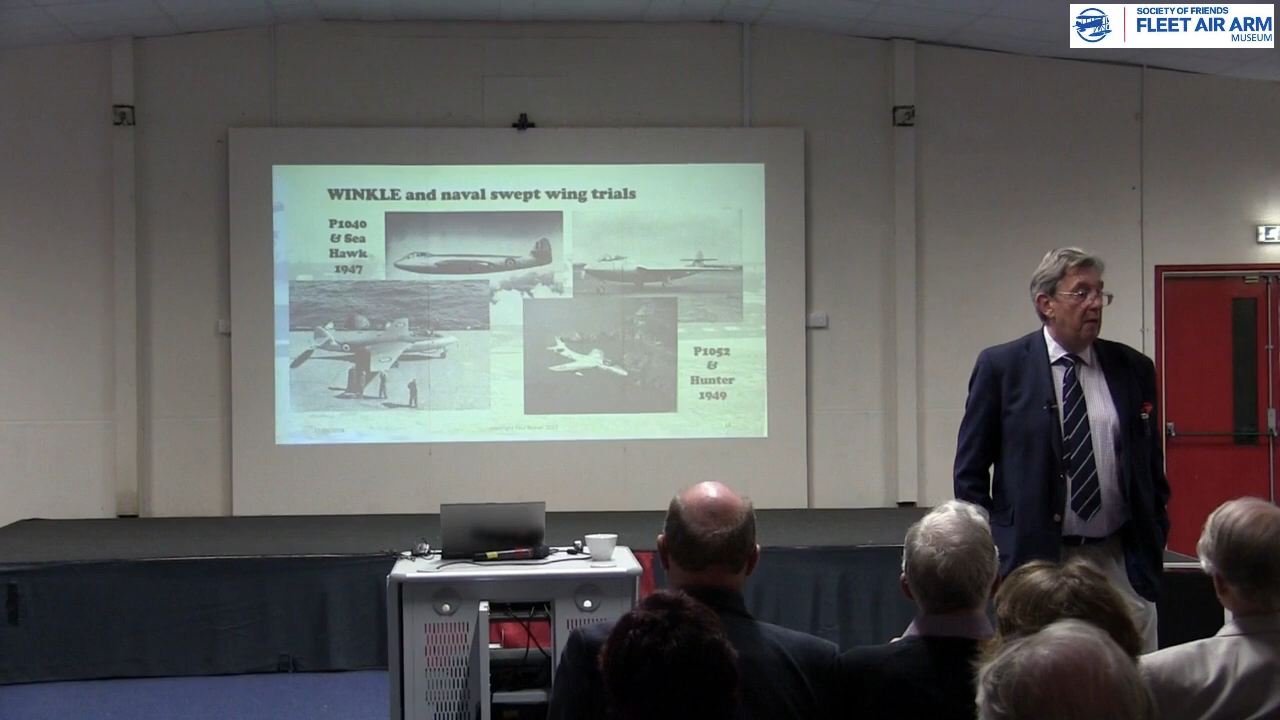 SOCIETY OF FRIENDS
FLEET AIR ARM
MUSEUM
WINKLE and naval swept wing trials
P1040
& Sea
Hawk
1947
P1052
&
Hunter
1949